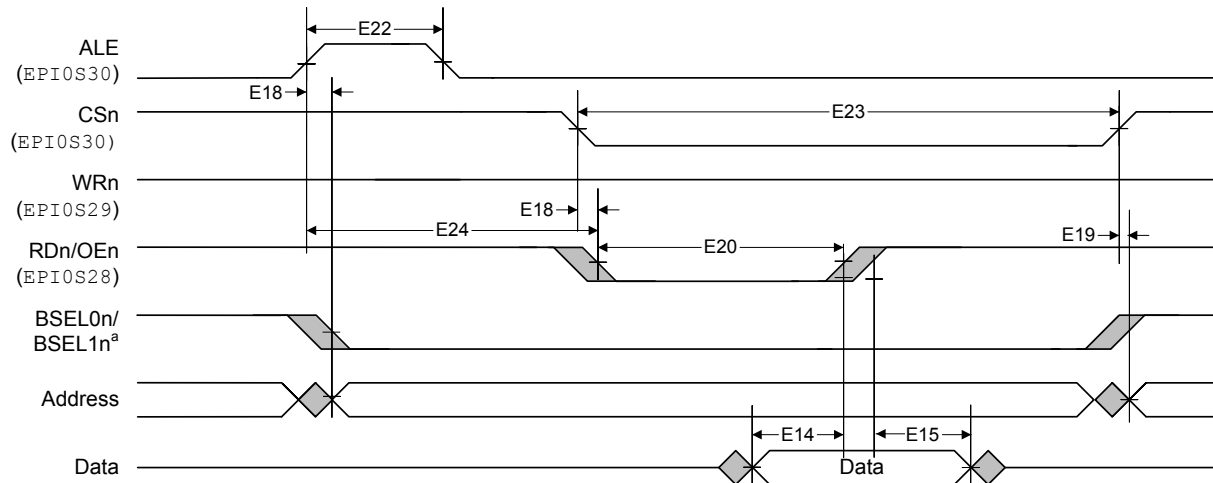 E22
ALE
(EPI0S30)
E18
CSn
(EPI0S30)
E23
WRn
(EPI0S29)
E18
E24
RDn/OEn
(EPI0S28)
E20
E19
BSEL0n/
BSEL1nª
Address
E14
E15
Data
Data